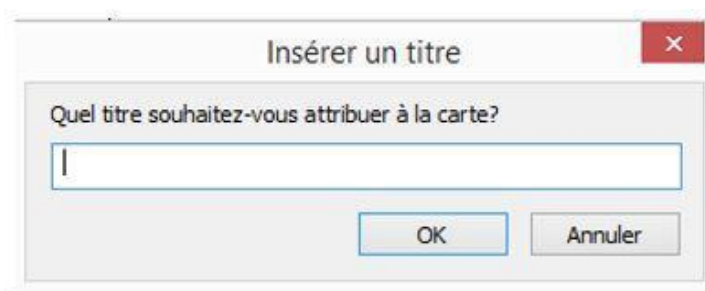 Insérer un titre
Quel titre souhaitez-vous attribuer à la carte?
OK
Annuler